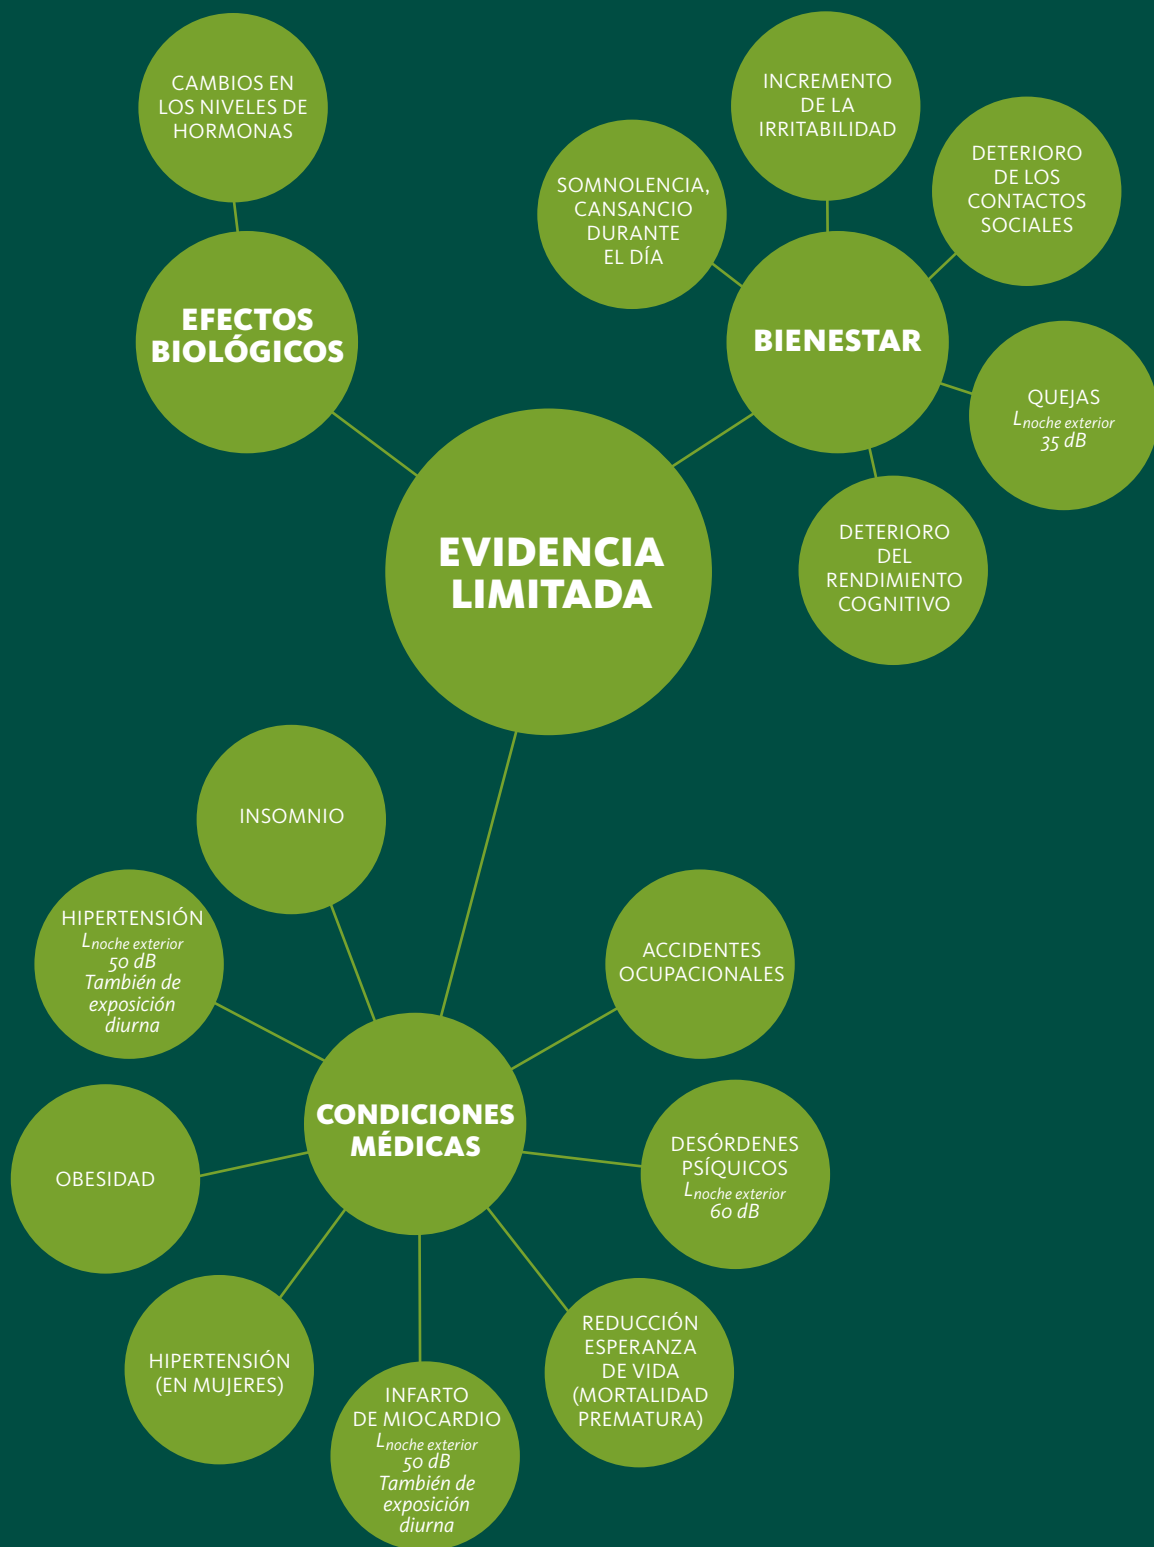 CAMBIOS EN
LOS NIVELES DE
HORMONAS
EFECTOS
BIOLÓGICOS
INCREMENTO
DE LA
IRRITABILIDAD
SOMNOLENCIA,
CANSANCIO
DURANTE
EL DÍA
DETERIORO
DE LOS
CONTACTOS
SOCIALES
BIENESTAR
QUEJAS
Lnoche exterior
35 dB
DETERIORO
DEL
RENDIMIENTO
COGNITIVO
EVIDENCIA
LIMITADA
INSOMNIO
HIPERTENSIÓN
Lnoche exterior
50 dB
También de
exposición
diurna
ACCIDENTES
OCUPACIONALES
CONDICIONES
MÉDICAS
OBESIDAD
DESÓRDENES
PSÍQUICOS
Lnoche exterior
60 dB
HIPERTENSIÓN
(EN MUJERES)
INFARTO
DE MIOCARDIO
Lnoche exterior
50 dB
También de
exposición
diurna
REDUCCIÓN
ESPERANZA
DE VIDA
(MORTALIDAD
PREMATURA)